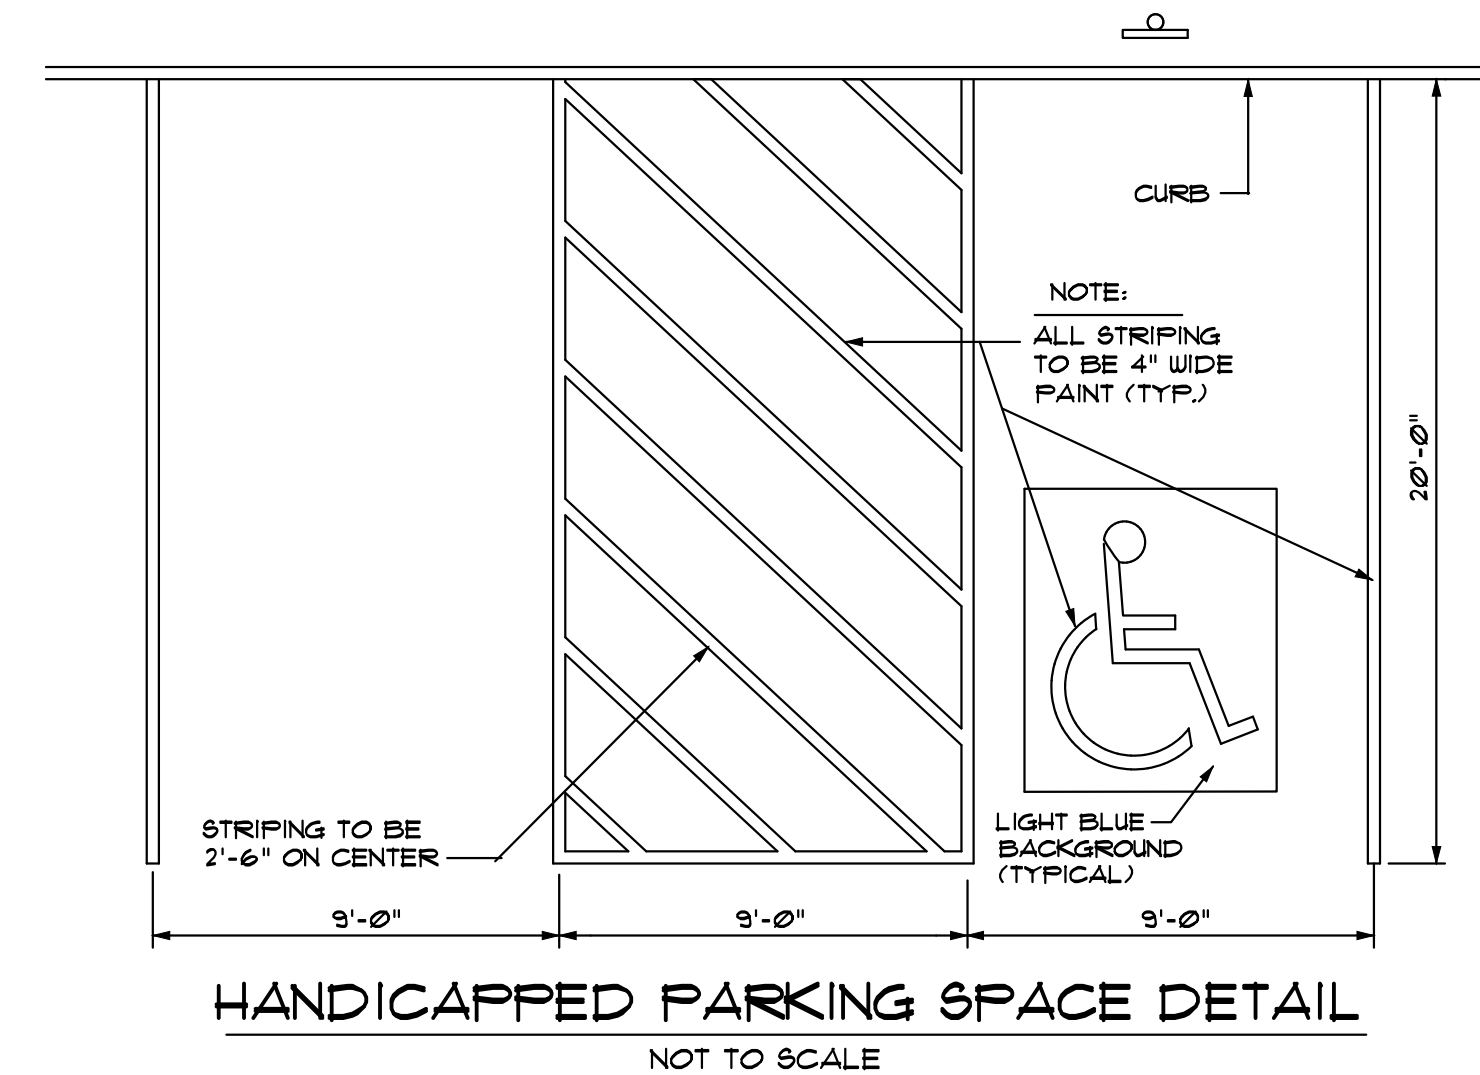 CURB
NOTE:
ALL STRIPING
TO BE 4" WIDE
PAINT (TYP.)
20'-0"
STRIPING TO BE
2'-6" ON CENTER
LIGHT BLUE
BACKGROUND
(TYPICAL)
9'-0"
9'-0"
9'-0"
HANDICAPPED PARKING SPACE DETAIL
NOT TO SCALE